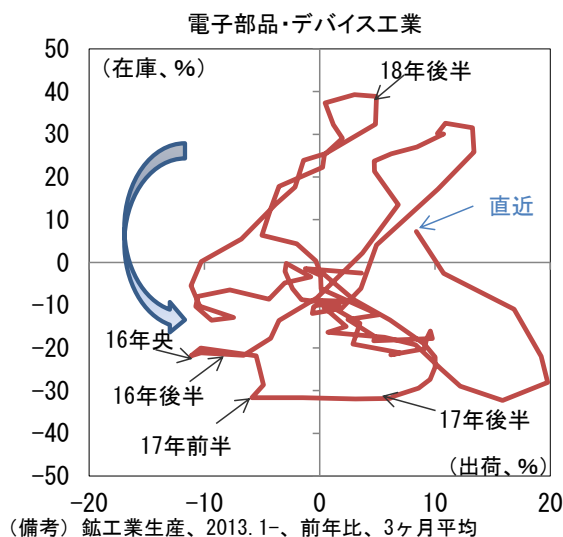 電子部品・デバイス工業
50
(在庫、%)
40
18年後半
30
20
10
直近
0
-10
16年央
-20
16年後半
-30
17年前半
17年後半
-40
(出荷、%)
-50
-20 -10 0 10 20
(備考) 鉱工業生産、2013.1-、前年比、3ヶ月平均